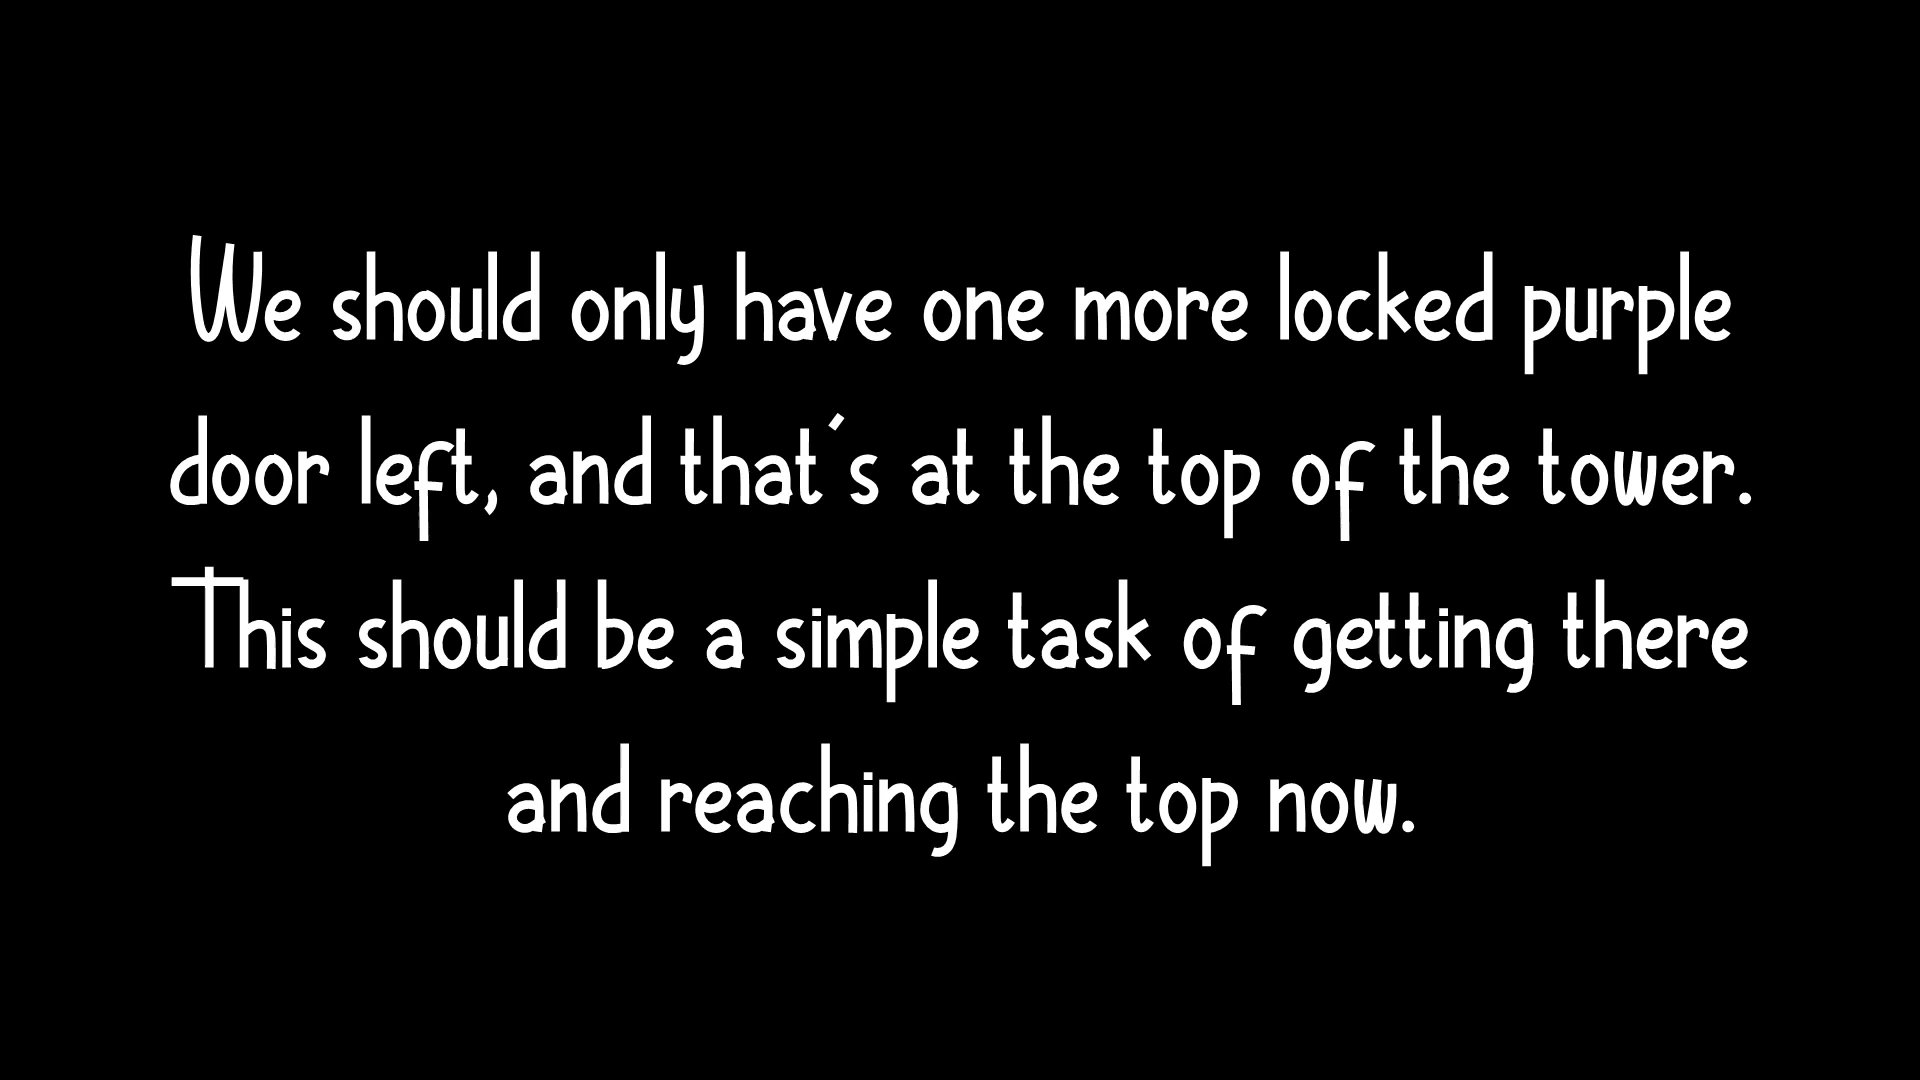 We should only have one more locked purple
door left, and that's at the top of the tower.
This should be a simple task of getting there
and reaching the top now.